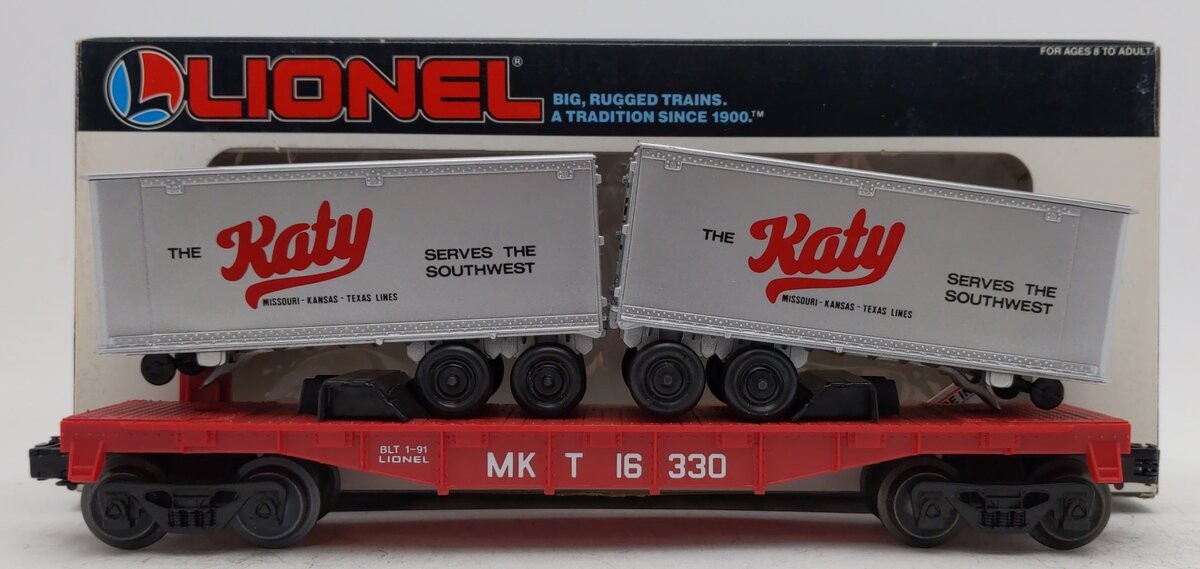 LIONEL®
BIG, RUGGED TRAINS.
A TRADITION SINCE 1900.™
FOR AGES 8 TO ADULT
THE Katy SERVES THE
SOUTHWEST
MISSOURI - KANSAS - TEXAS LINES
THE Katy SERVES THE
SOUTHWEST
MISSOURI - KANSAS - TEXAS LINES
BLT 1-91
LIONEL
MK T 16 330